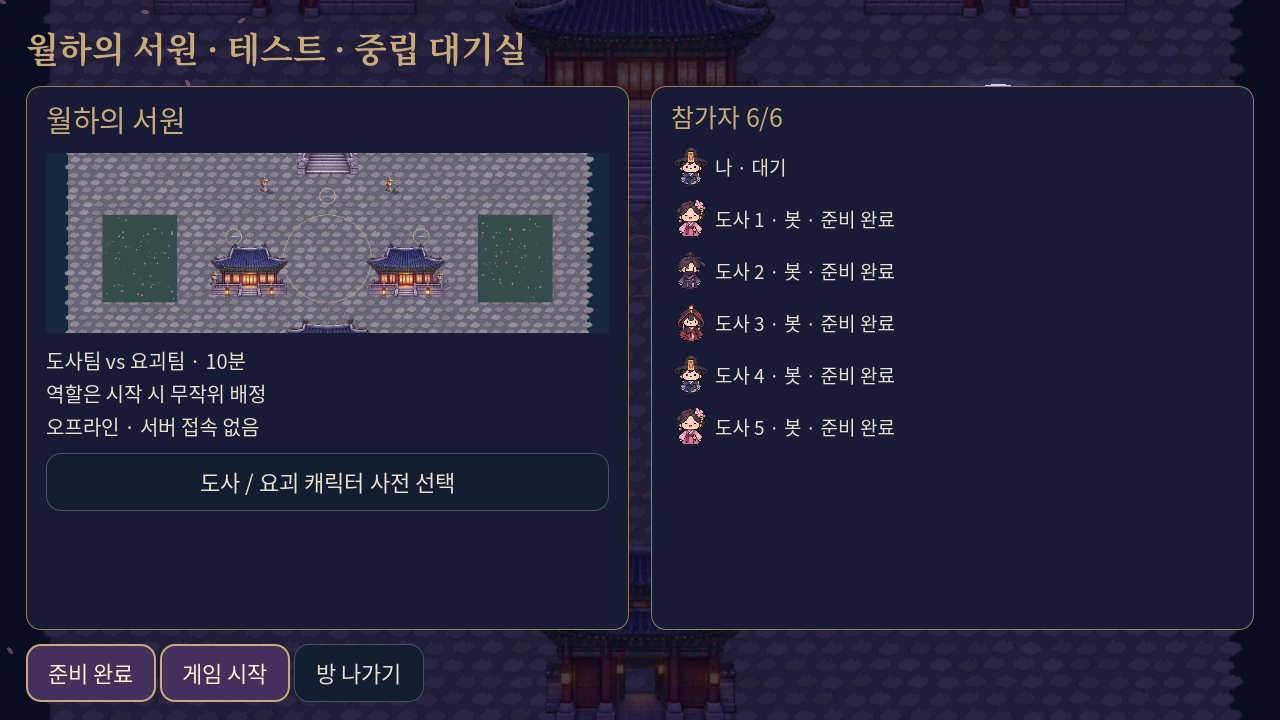 월하의 서원 · 테스트 · 중립 대기실
월하의 서원
도사팀 vs 요괴팀 · 10분
역할은 시작 시 무작위 배정
오프라인 · 서버 접속 없음
도사 / 요괴 캐릭터 사전 선택
참가자 6/6
나 · 대기
도사 1 · 봇 · 준비 완료
도사 2 · 봇 · 준비 완료
도사 3 · 봇 · 준비 완료
도사 4 · 봇 · 준비 완료
도사 5 · 봇 · 준비 완료
준비 완료
게임 시작
방 나가기